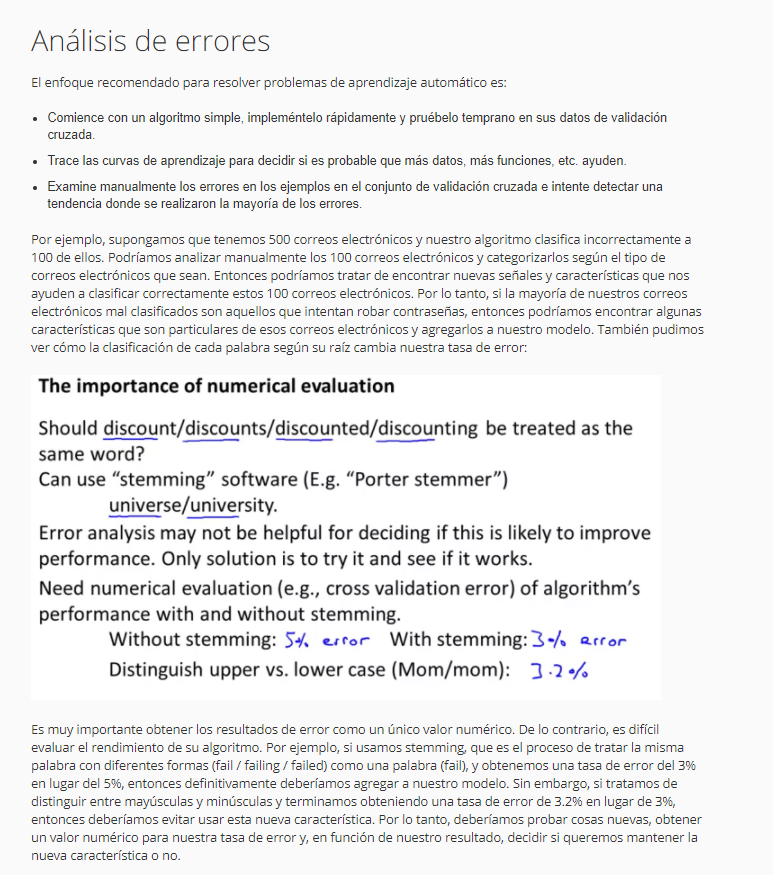 Análisis de errores
El enfoque recomendado para resolver problemas de aprendizaje automático es:
• Comience con un algoritmo simple, impleméntelo rápidamente y pruébelo temprano en sus datos de validación
cruzada.
• Trace las curvas de aprendizaje para decidir si es probable que más datos, más funciones, etc. ayuden.
• Examine manualmente los errores en los ejemplos en el conjunto de validación cruzada e intente detectar una
tendencia donde se realizaron la mayoría de los errores.
Por ejemplo, supongamos que tenemos 500 correos electrónicos y nuestro algoritmo clasifica incorrectamente a
100 de ellos. Podríamos analizar manualmente los 100 correos electrónicos y categorizarlos según el tipo de
correos electrónicos que sean. Entonces podríamos tratar de encontrar nuevas señales y características que nos
ayuden a clasificar correctamente estos 100 correos electrónicos. Por lo tanto, si la mayoría de nuestros correos
electrónicos mal clasificados son aquellos que intentan robar contraseñas, entonces podríamos encontrar algunas
características que son particulares de esos correos electrónicos y agregarlos a nuestro modelo. También pudimos
ver cómo la clasificación de cada palabra según su raíz cambia nuestra tasa de error:
The importance of numerical evaluation
Should discount/discounts/discounted/discounting be treated as the
same word?
Can use “stemming” software (E.g. “Porter stemmer”)
universe/university.
Error analysis may not be helpful for deciding if this is likely to improve
performance. Only solution is to try it and see if it works.
Need numerical evaluation (e.g., cross validation error) of algorithm’s
performance with and without stemming.
Without stemming: 5% error With stemming: 3% error
Distinguish upper vs. lower case (Mom/mom): 3.2%
Es muy importante obtener los resultados de error como un único valor numérico. De lo contrario, es difícil
evaluar el rendimiento de su algoritmo. Por ejemplo, si usamos stemming, que es el proceso de tratar la misma
palabra con diferentes formas (fail / failing / failed) como una palabra (fail), y obtenemos una tasa de error del 3%
en lugar del 5%, entonces definitivamente deberíamos agregar a nuestro modelo. Sin embargo, si tratamos de
distinguir entre mayúsculas y minúsculas y terminamos obteniendo una tasa de error de 3.2% en lugar de 3%,
entonces deberíamos evitar usar esta nueva característica. Por lo tanto, deberíamos probar cosas nuevas, obtener
un valor numérico para nuestra tasa de error y, en función de nuestro resultado, decidir si queremos mantener la
nueva característica o no.